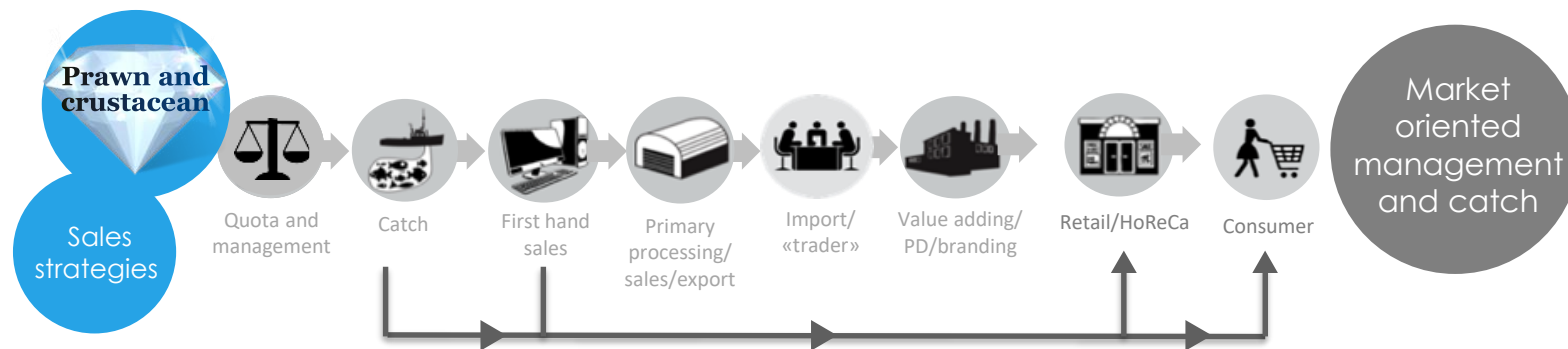 Prawn and
crustacean
Sales
strategies
Quota and
management
Catch
First hand
sales
Primary
processing/
sales/export
Import/
«trader»
Value adding/
PD/branding
Retail/HoReCa
Consumer
Market
oriented
management
and catch